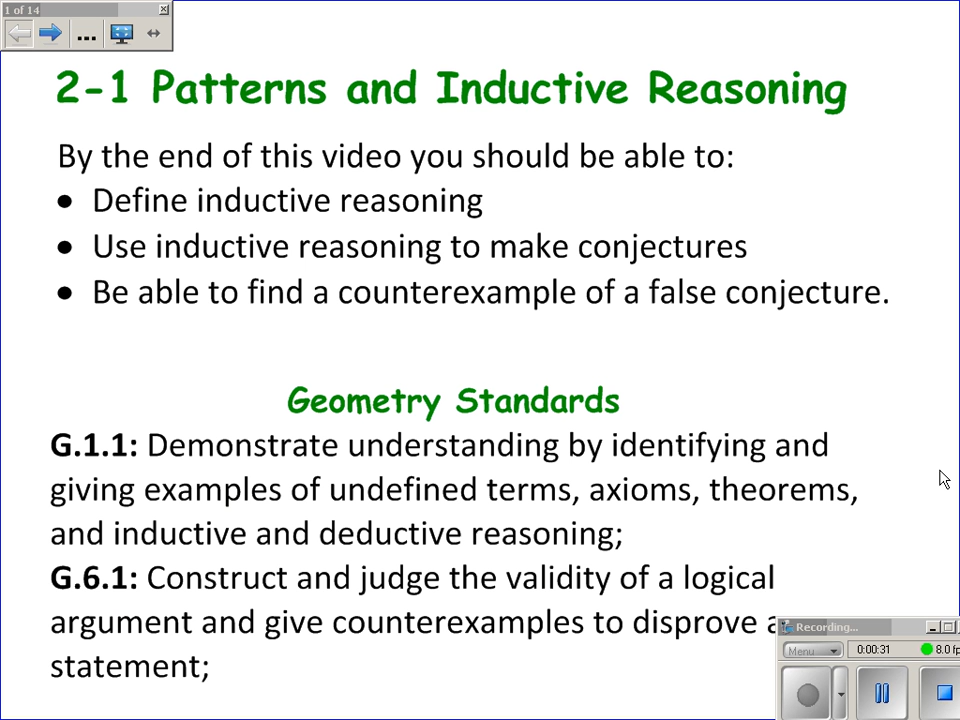 1 of 14
2-1 Patterns and Inductive Reasoning
By the end of this video you should be able to:
• Define inductive reasoning
• Use inductive reasoning to make conjectures
• Be able to find a counterexample of a false conjecture.
Geometry Standards
G.1.1: Demonstrate understanding by identifying and
giving examples of undefined terms, axioms, theorems,
and inductive and deductive reasoning;
G.6.1: Construct and judge the validity of a logical
argument and give counterexamples to disprove a
statement;
Recording...
Menu 0:00:31 8.0 fp